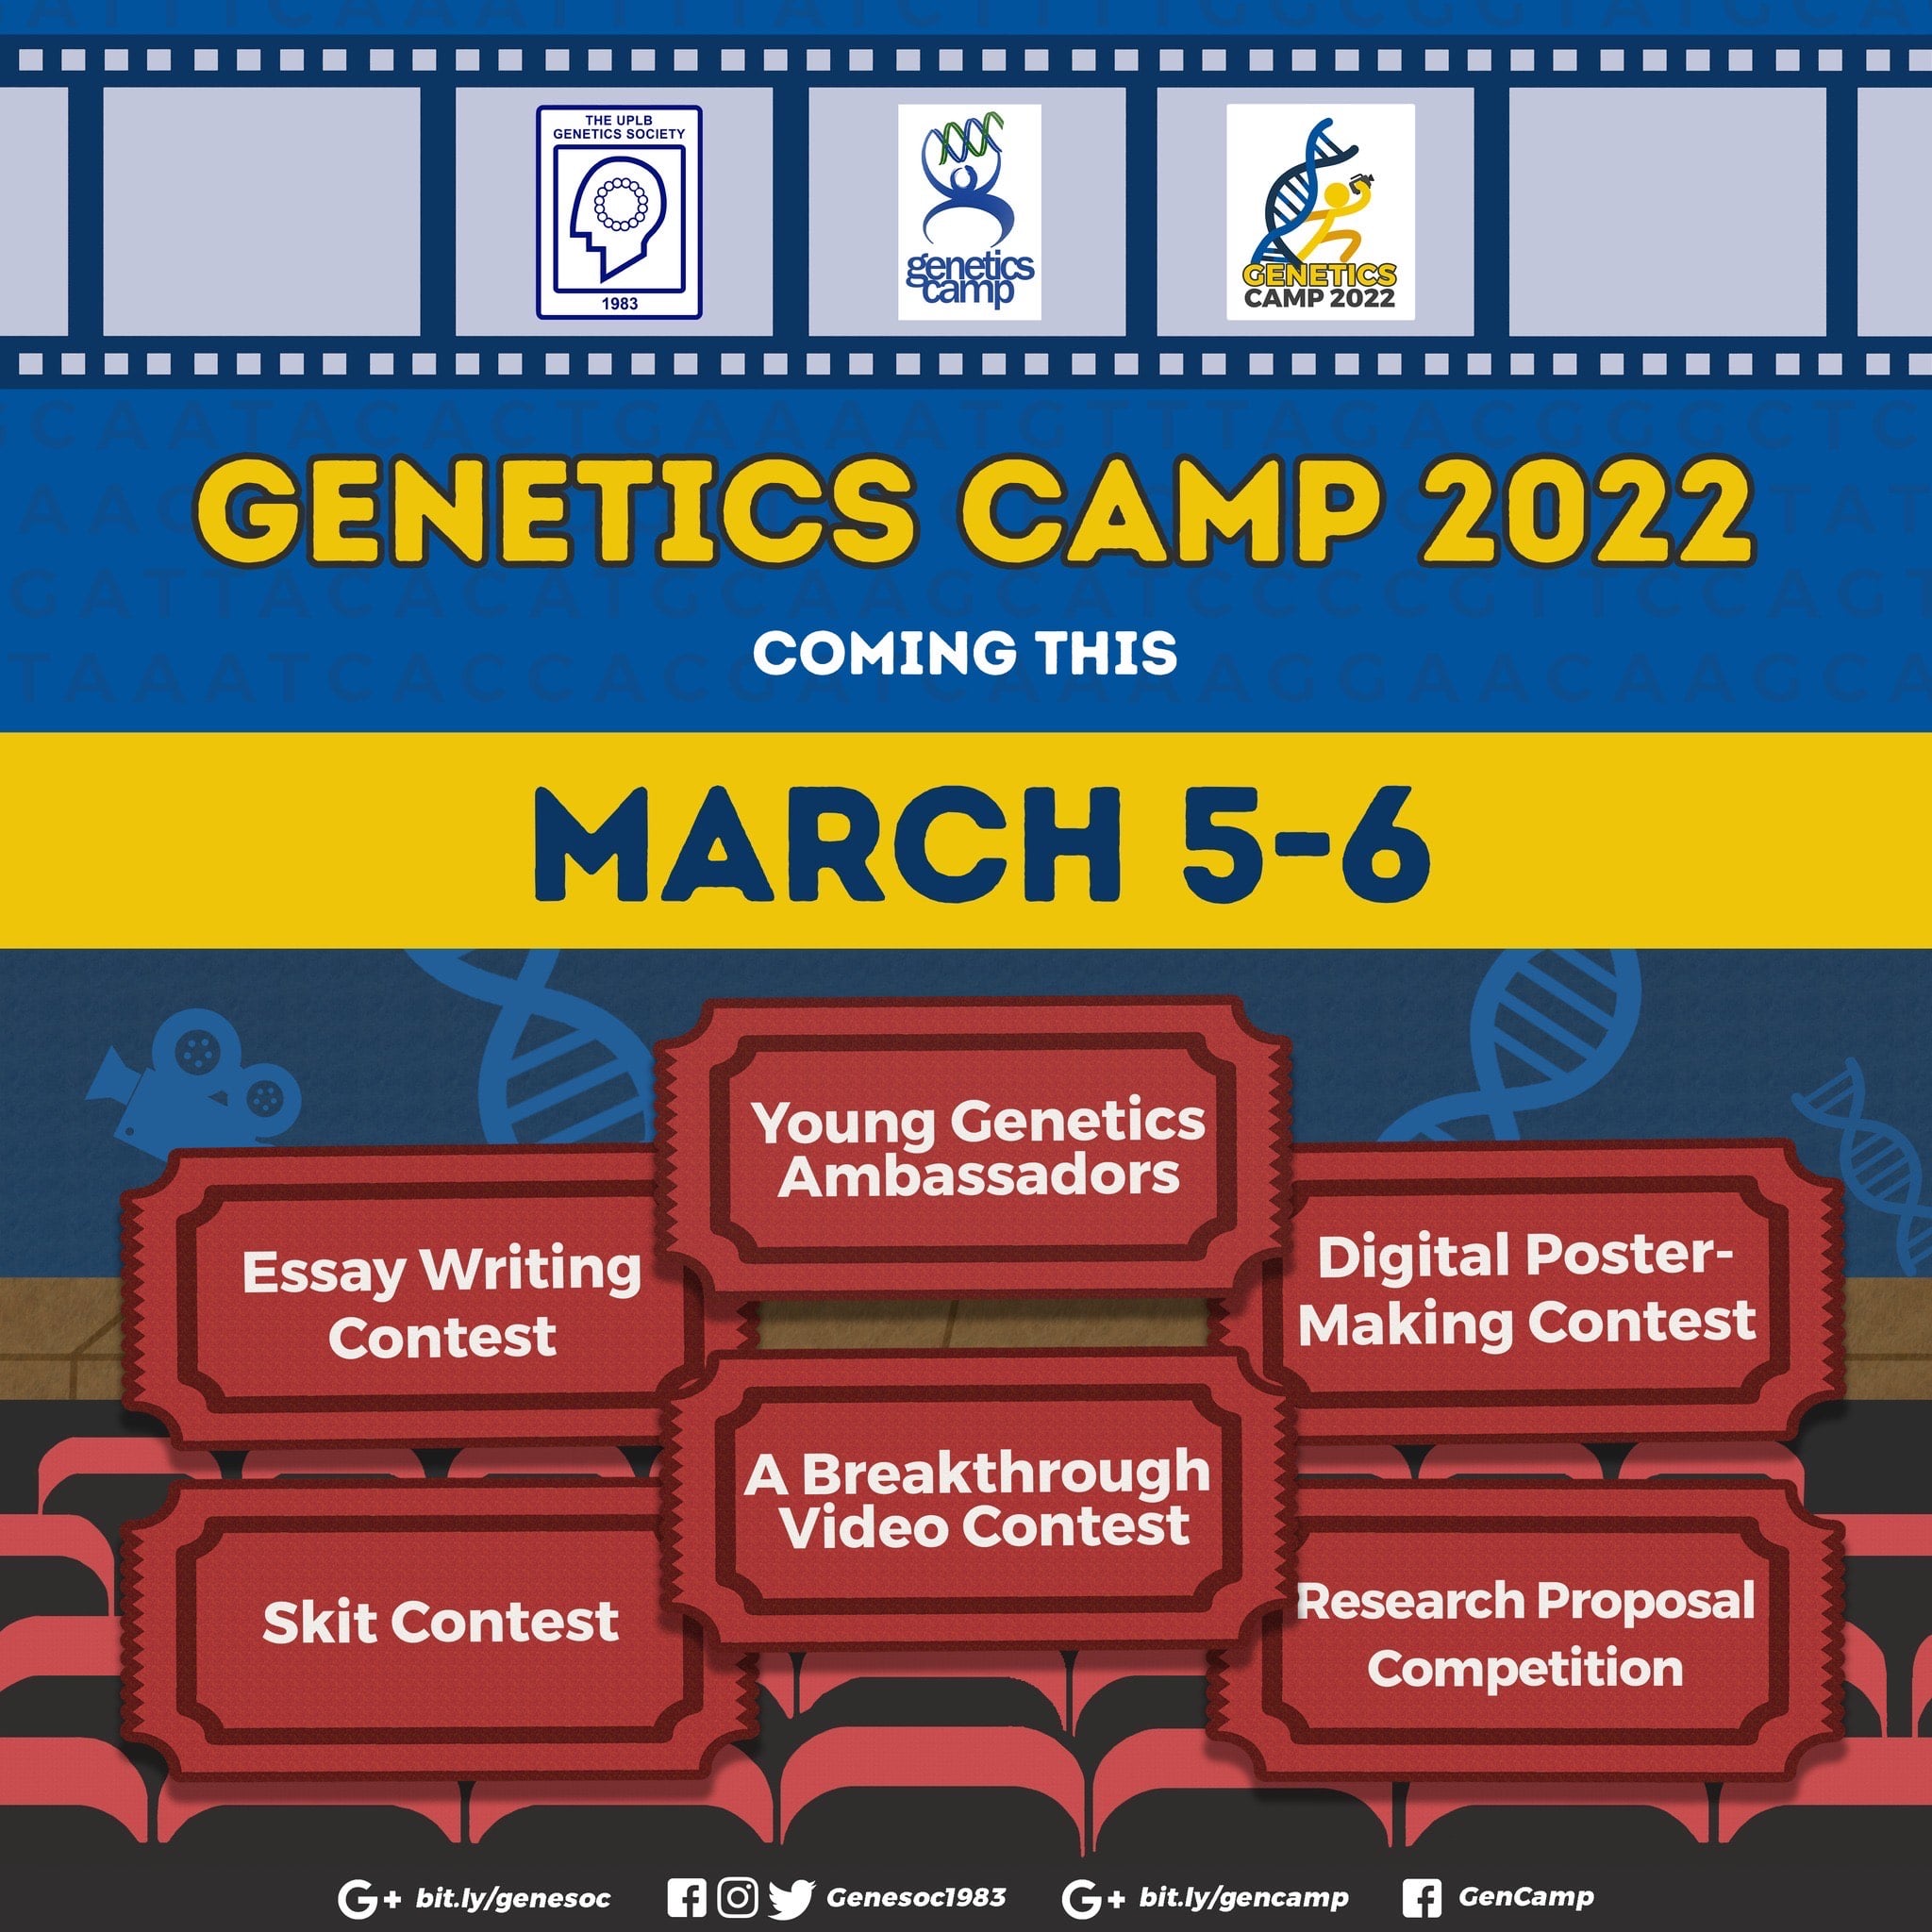 THE UPLB
GENETICS SOCIETY
1983
genetics
camp
GENETICS
CAMP 2022
GENETICS CAMP 2022
COMING THIS
MARCH 5-6
Young Genetics
Ambassadors
Essay Writing
Contest
Digital Poster-
Making Contest
A Breakthrough
Video Contest
Skit Contest
Research Proposal
Competition
G+ bit.ly/genesoc
Genesoc1983
G+ bit.ly/gencamp
GenCamp